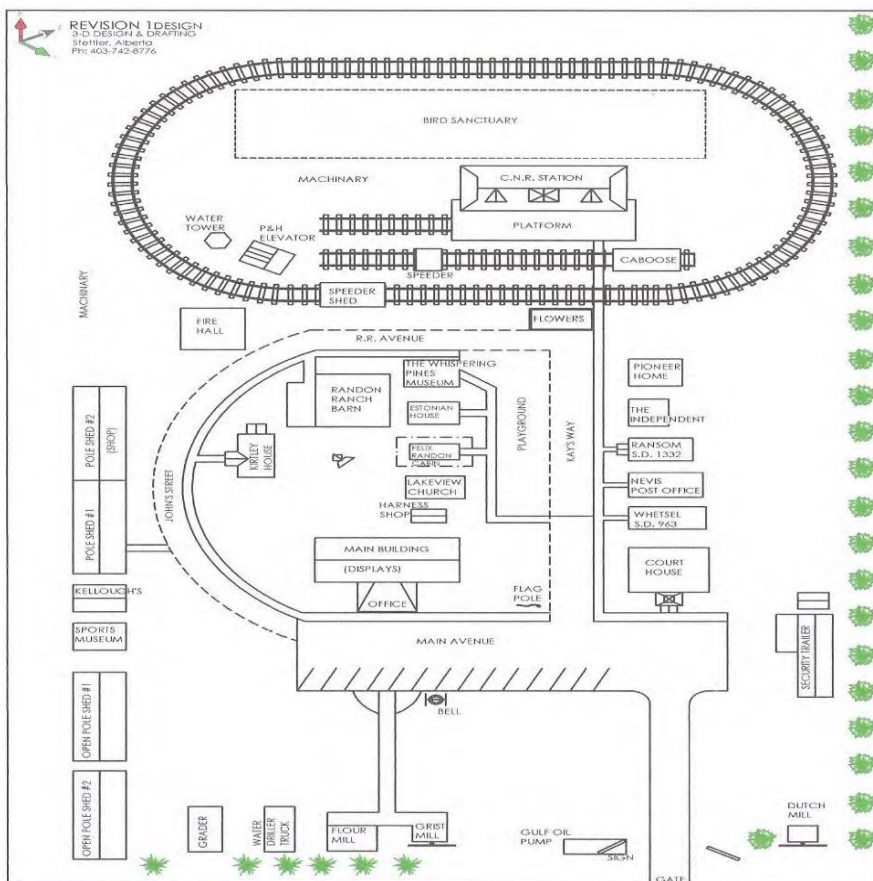 REVISION 1 DESIGN
3-D DESIGN & DRAFTING
Stettler, Alberta
Ph: 403-742-8776
BIRD SANCTUARY
MACHINARY
C.N.R. STATION
PLATFORM
WATER
TOWER
P&H
ELEVATOR
SPEEDER
CABOOSE
MACHINARY
SPEEDER
SHED
FIRE
HALL
FLOWERS
R.R. AVENUE
THE WHISPERING
PINES
MUSEUM
RANDON
RANCH
BARN
ESTONIAN
HOUSE
PLAYGROUND
KAY'S WAY
PIONEER
HOME
THE
INDEPENDENT
RANSOM
S.D. 1332
POLE SHED #2
(SHOP)
KIRTLEY
HOUSE
FELIX
RANDON
CABIN
NEVIS
POST OFFICE
JOHN'S STREET
LAKEVIEW
CHURCH
HARNESS
SHOP
WHETSEL
S.D. 963
POLE SHED #1
MAIN BUILDING
(DISPLAYS)
OFFICE
COURT
HOUSE
KELLOUGH'S
FLAG
POLE
SPORTS
MUSEUM
MAIN AVENUE
SECURITY TRAILER
OPEN POLE SHED #1
BELL
OPEN POLE SHED #2
GRADER
WATER
DRILLER
TRUCK
FLOUR
MILL
GRIST
MILL
GULF OIL
PUMP
SIGN
DUTCH
MILL
GATE